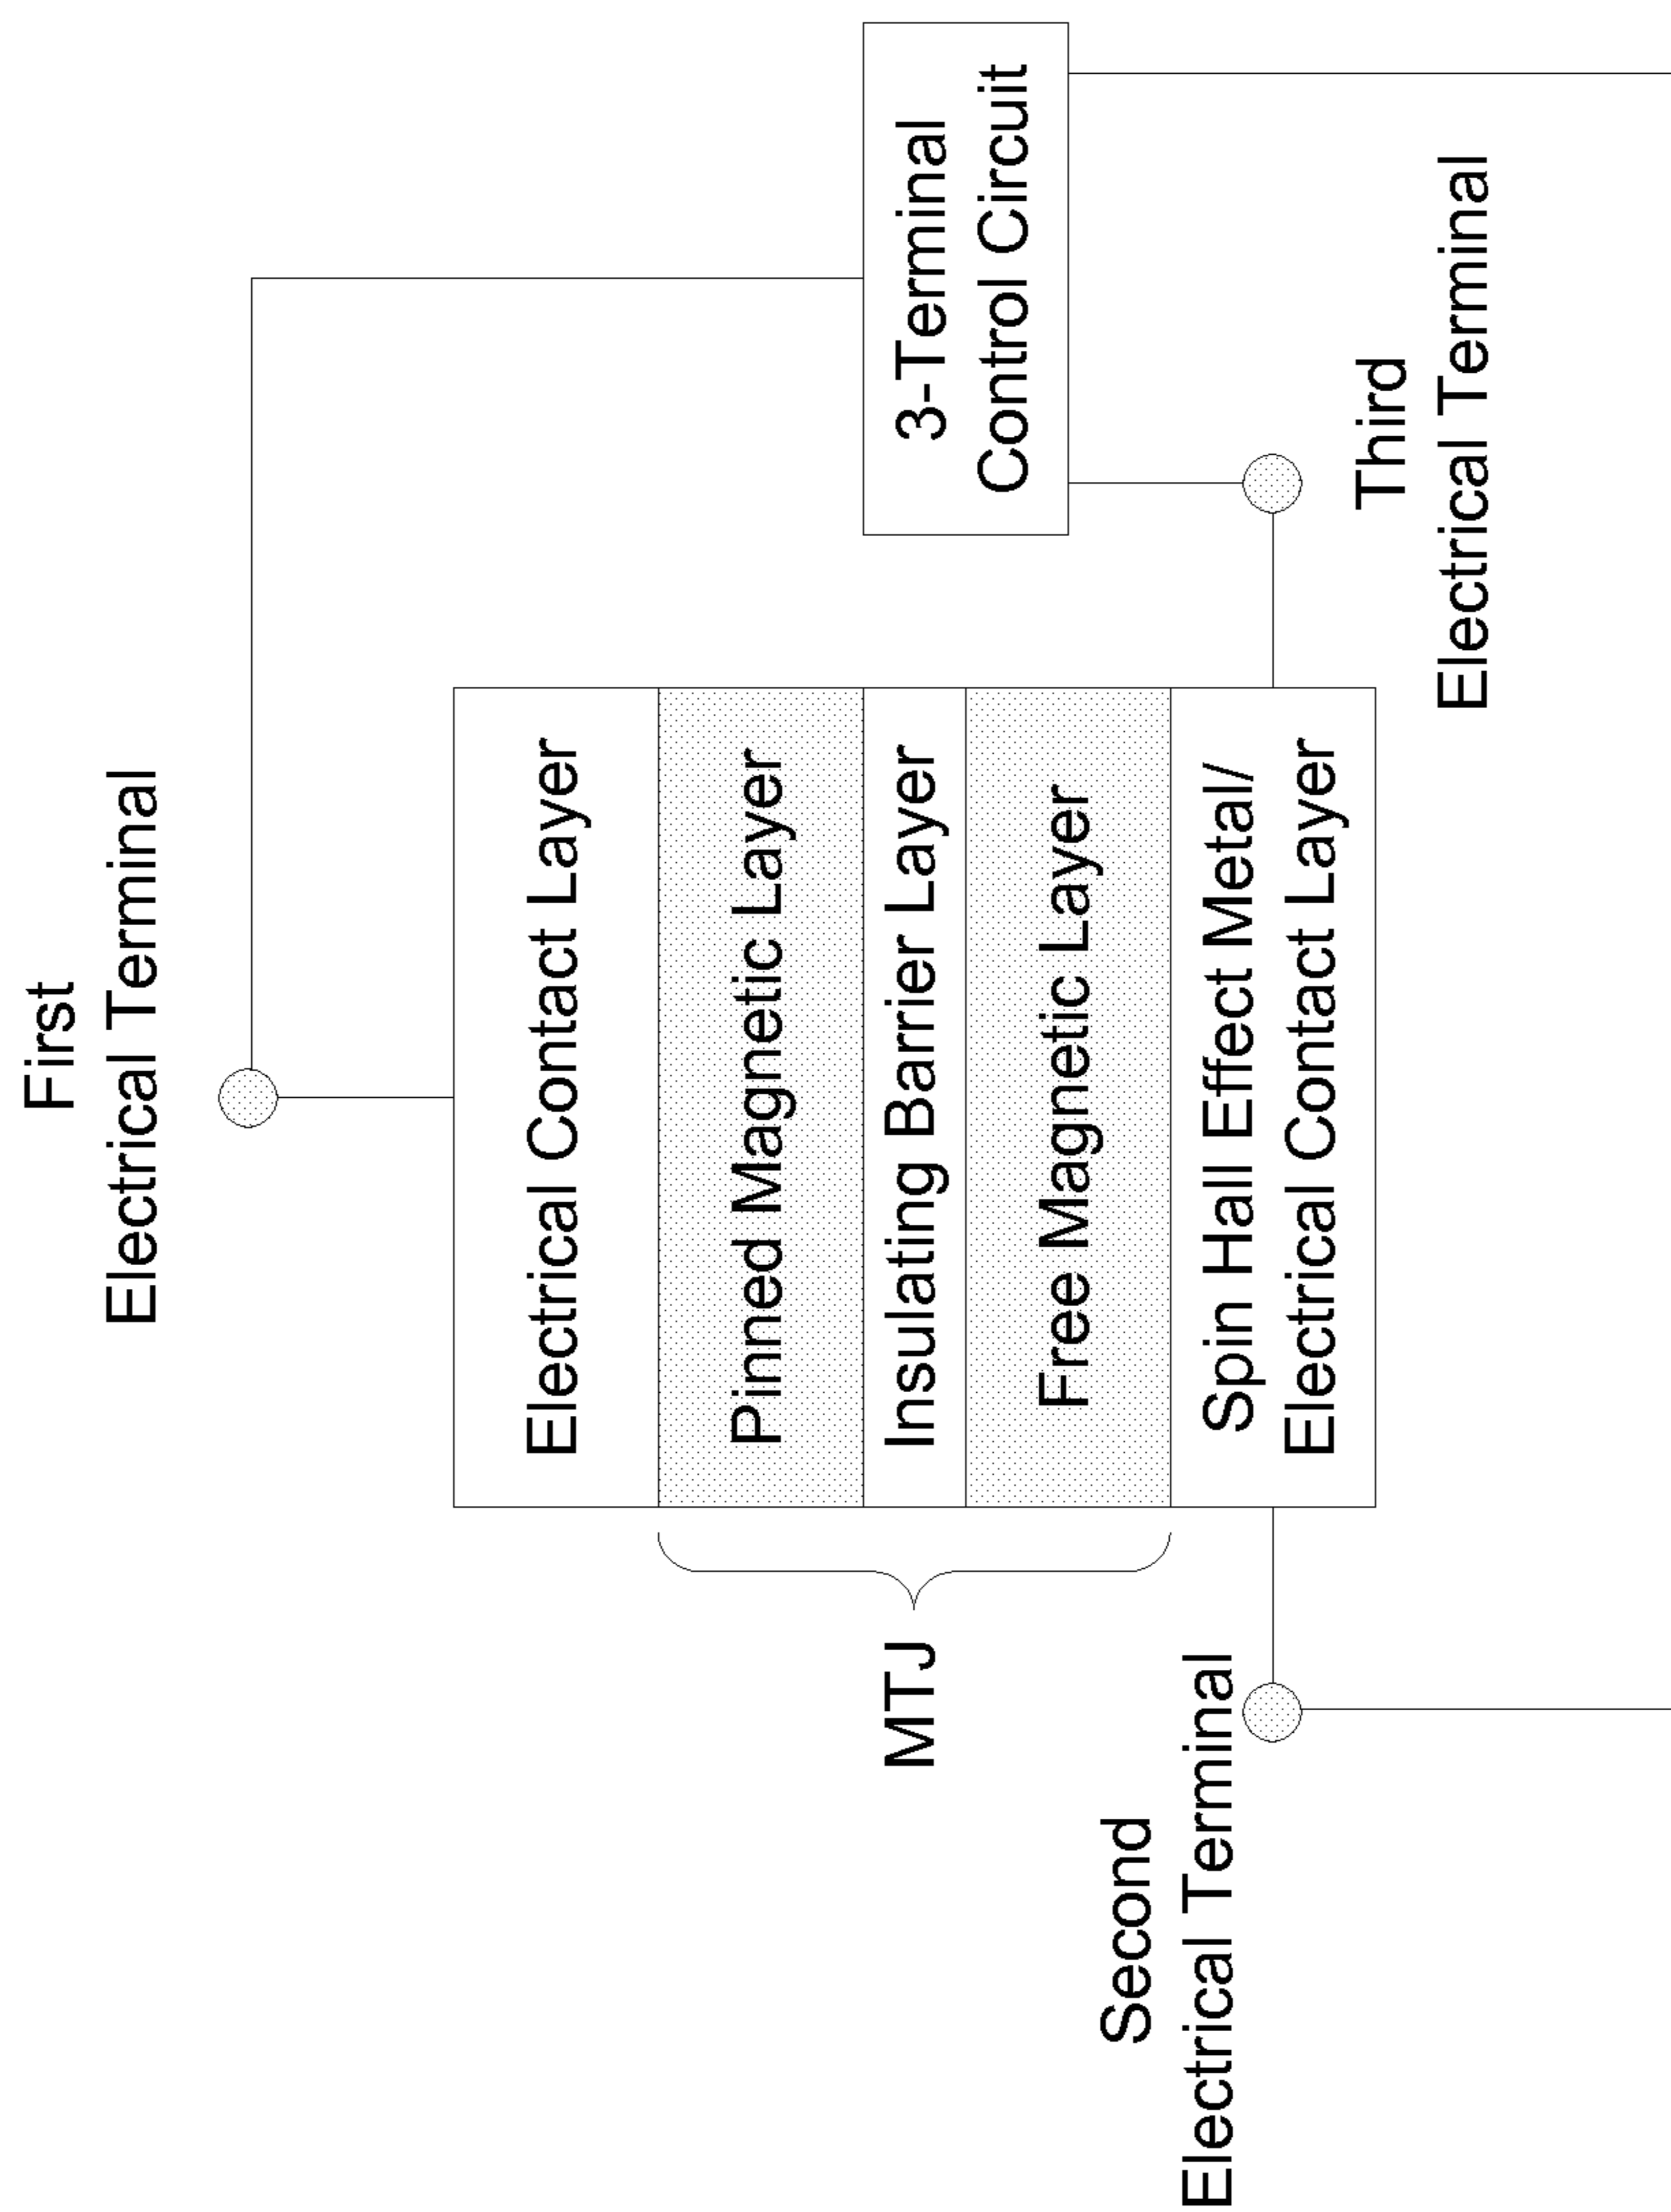 First
Electrical Terminal
Electrical Contact Layer
Pinned Magnetic Layer
Insulating Barrier Layer
Free Magnetic Layer
Spin Hall Effect Metal/
Electrical Contact Layer
MTJ
Second
Electrical Terminal
3-Terminal
Control Circuit
Third
Electrical Terminal